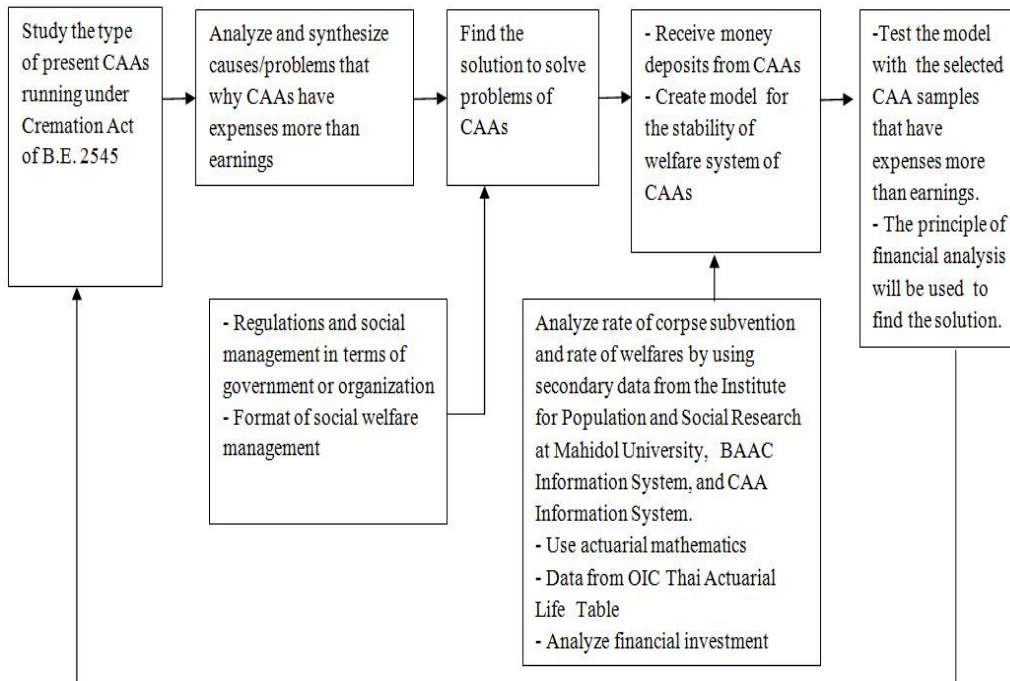 Study the type
of present CAAs
running under
Cremation Act
of B.E. 2545
Analyze and synthesize
causes/problems that
why CAAs have
expenses more than
earnings
Find the
solution to solve
problems of
CAAs
- Receive money
deposits from CAAs
- Create model for
the stability of
welfare system of
CAAs
-Test the model
with the selected
CAA samples
that have
expenses more
than earnings.
- The principle of
financial analysis
will be used to
find the solution.
- Regulations and social
management in terms of
government or organization
- Format of social welfare
management
Analyze rate of corpse subvention
and rate of welfares by using
secondary data from the Institute
for Population and Social Research
at Mahidol University, BAAC
Information System, and CAA
Information System.
- Use actuarial mathematics
- Data from OIC Thai Actuarial
Life Table
- Analyze financial investment